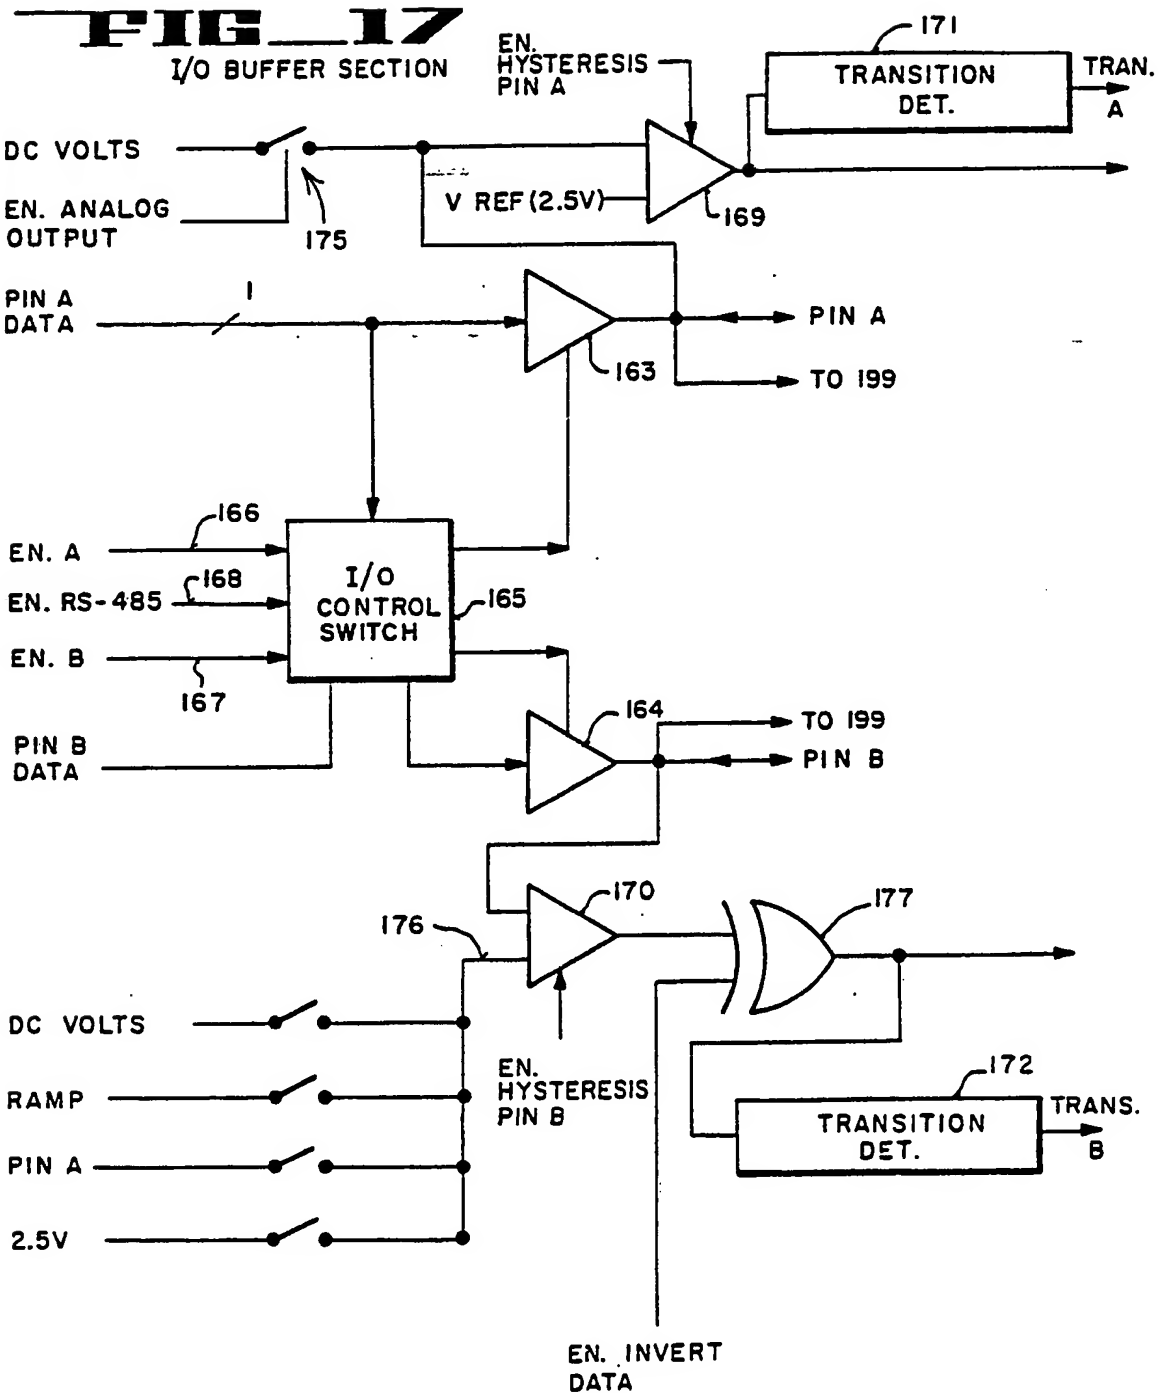 FIG_17
I/O BUFFER SECTION
EN.
HYSTERESIS
PIN A
171
TRANSITION
DET.
TRAN.
A
DC VOLTS
EN. ANALOG
OUTPUT
175
V REF (2.5V)
169
PIN A
DATA
1
163
PIN A
TO 199
EN. A
166
EN. RS-485
168
EN. B
167
I/O
CONTROL
SWITCH
165
PIN B
DATA
164
TO 199
PIN B
170
176
177
DC VOLTS
RAMP
PIN A
2.5V
EN.
HYSTERESIS
PIN B
172
TRANSITION
DET.
TRANS.
B
EN. INVERT
DATA